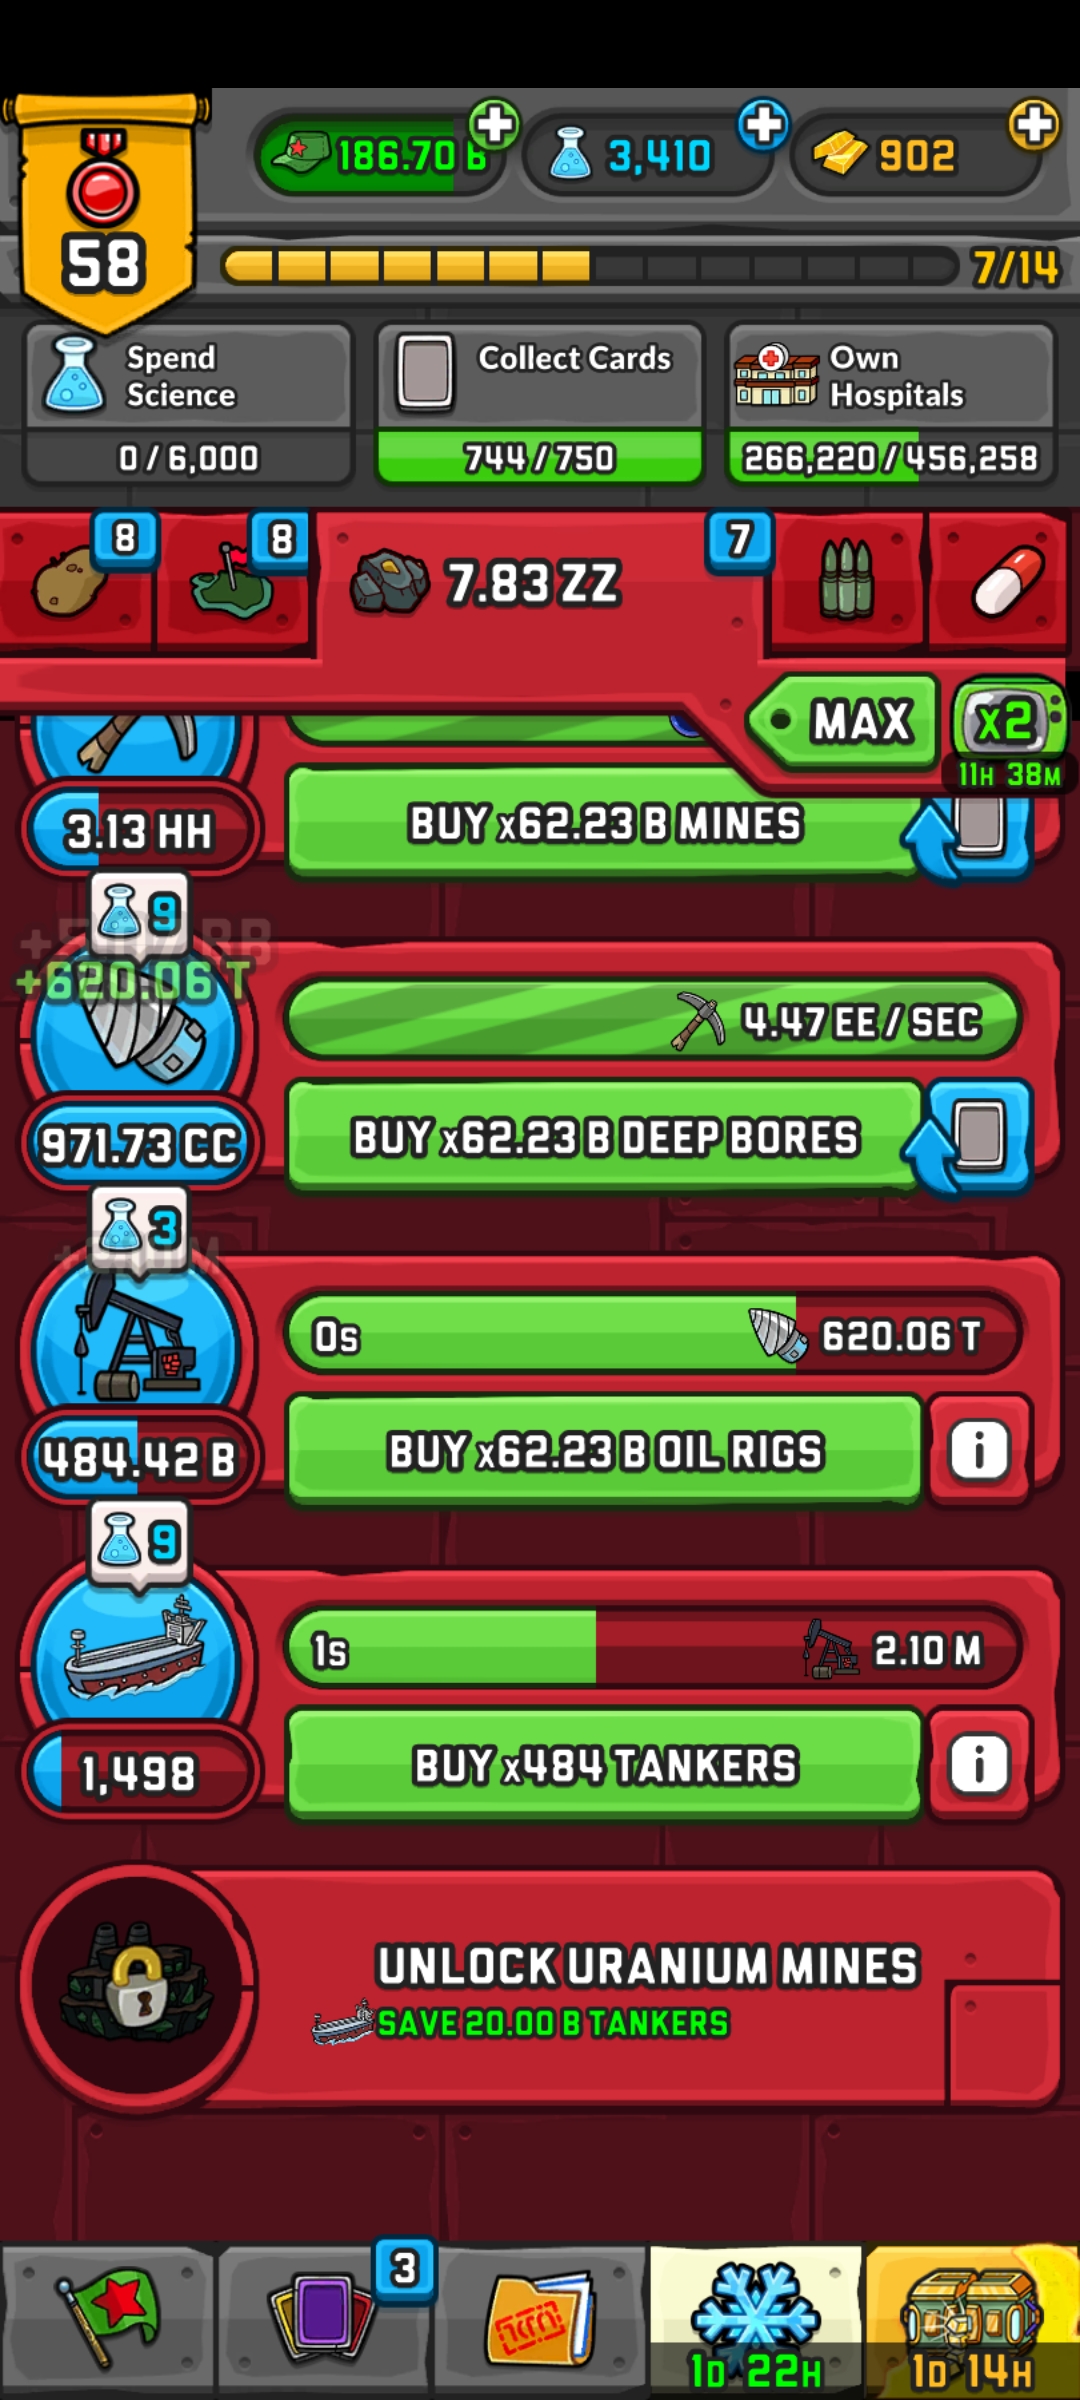 186.70 B
3,410
902
58
7/14
Spend
Science
0 / 6,000
Collect Cards
744 / 750
Own
Hospitals
266,220 / 456,258
8
8
7.83 ZZ
7
MAX
x2
11H 38M
3.13 HH
BUY x62.23 B MINES
9
+620.06 T
4.47 EE / SEC
971.73 CC
BUY x62.23 B DEEP BORES
3
0s
620.06 T
484.42 B
BUY x62.23 B OIL RIGS
9
1s
2.10 M
1,498
BUY x484 TANKERS
UNLOCK URANIUM MINES
SAVE 20.00 B TANKERS
3
1D 22H
1D 14H